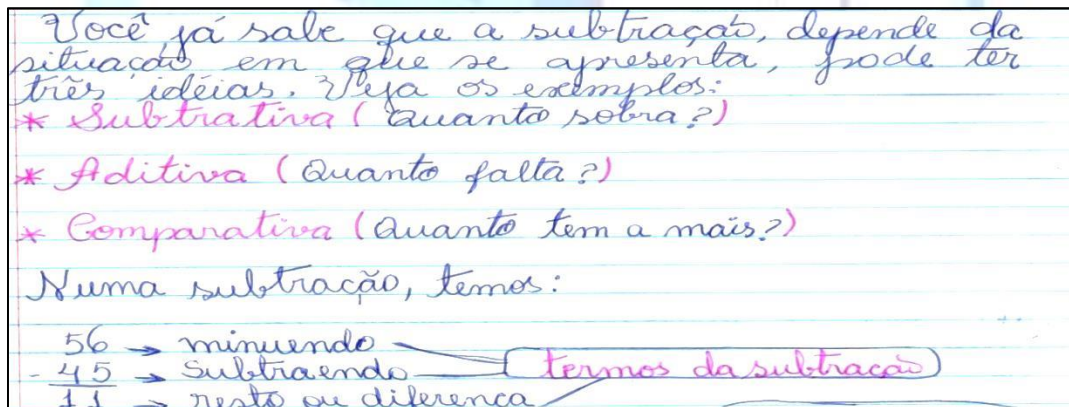 Você já sabe que a subtração, depende da
situação em que se apresenta, pode ter
três idéias. Veja os exemplos:
* Subtrativa (Quanto sobra?)
* Aditiva (Quanto falta?)
* Comparativa (Quanto tem a mais?)
Numa subtração, temos:
56 → minuendo
- 45 → Subtraendo termos da subtração
11 → resto ou diferença